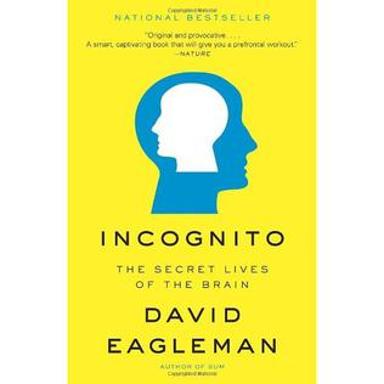 NATIONAL BESTSELLER
"Original and provocative. . . .
A smart, captivating book that will give you a prefrontal workout."
—NATURE
INCOGNITO
THE SECRET LIVES
OF THE BRAIN
DAVID
EAGLEMAN
AUTHOR OF SUM